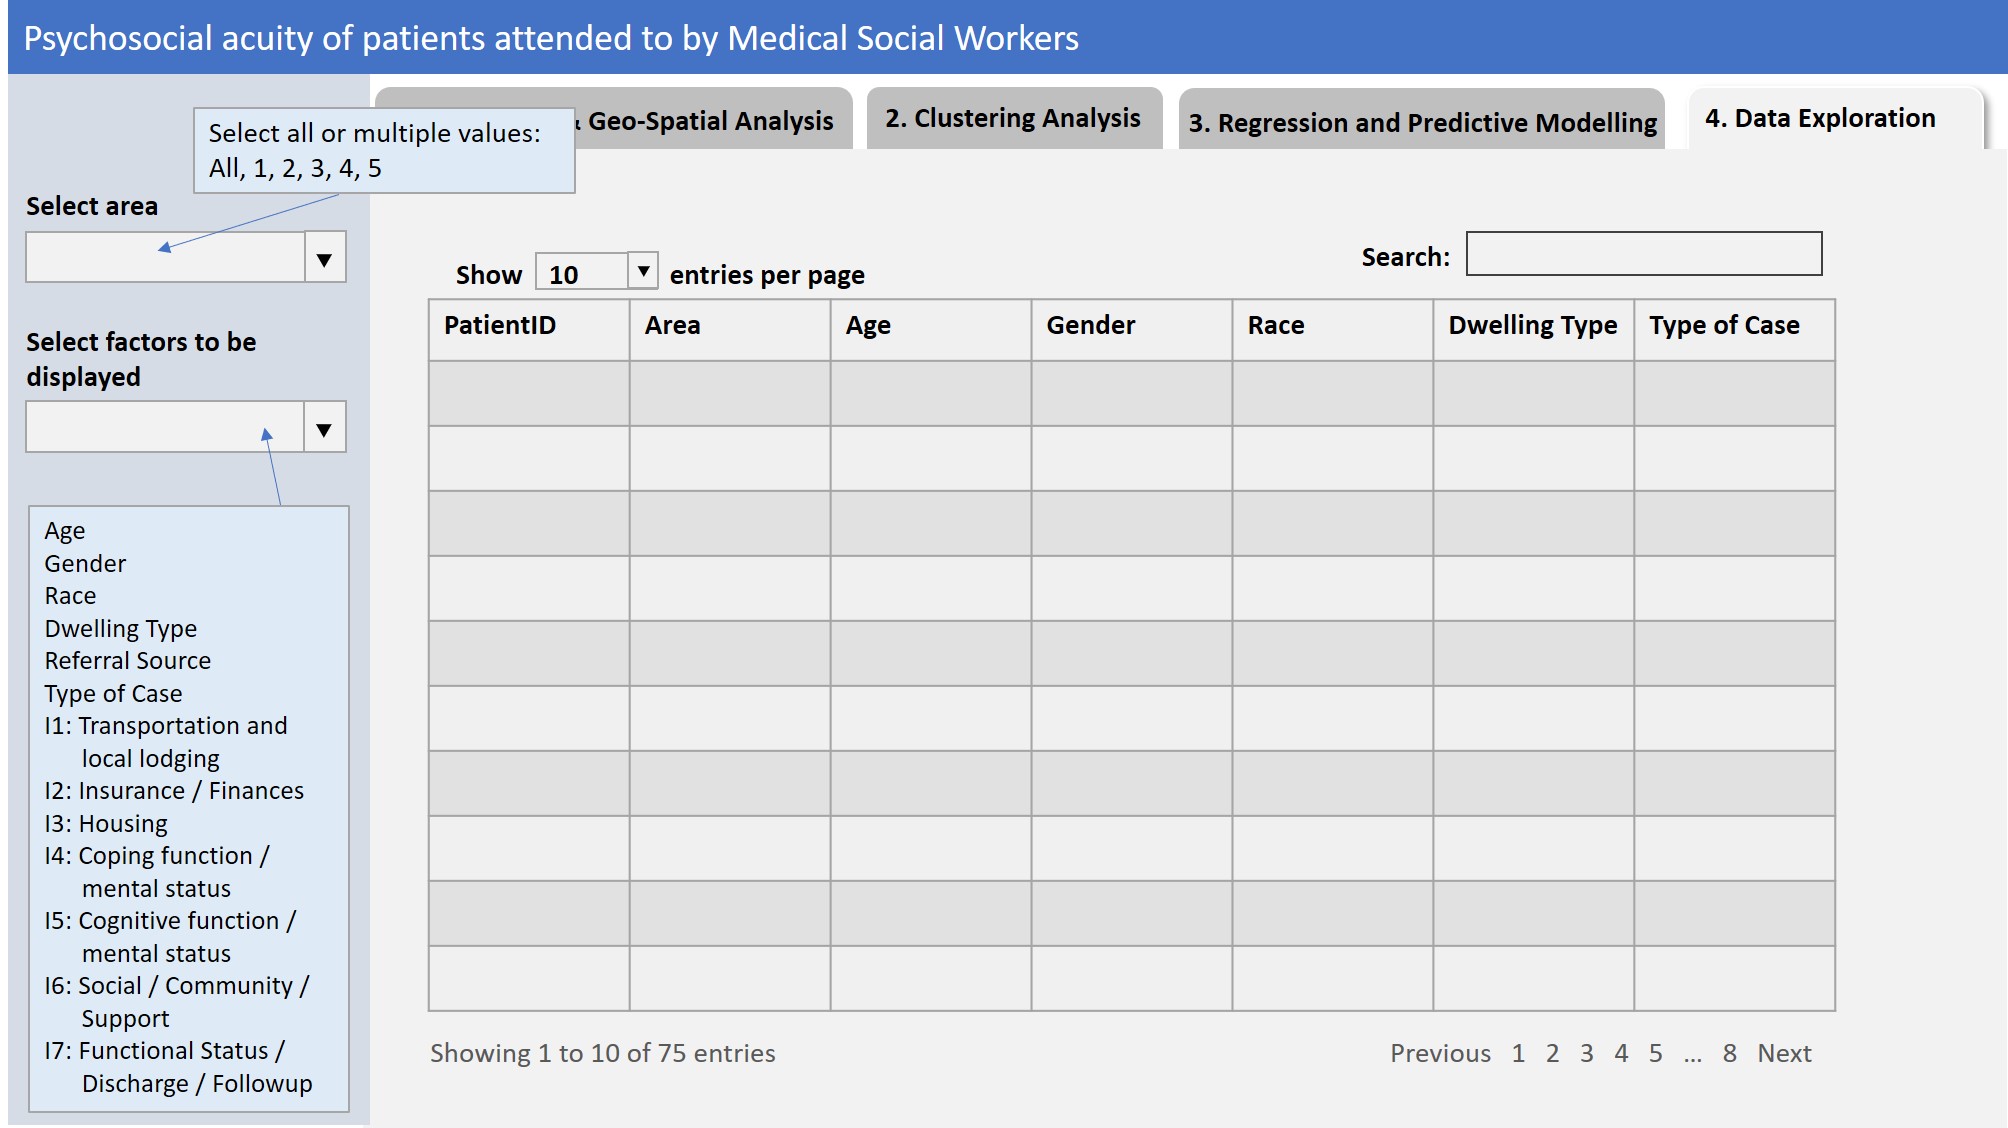 Psychosocial acuity of patients attended to by Medical Social Workers
& Geo-Spatial Analysis
2. Clustering Analysis
3. Regression and Predictive Modelling
4. Data Exploration
Select all or multiple values:
All, 1, 2, 3, 4, 5
Select area
▼
Select factors to be
displayed
▼
Age
Gender
Race
Dwelling Type
Referral Source
Type of Case
I1: Transportation and
local lodging
I2: Insurance / Finances
I3: Housing
I4: Coping function /
mental status
I5: Cognitive function /
mental status
I6: Social / Community /
Support
I7: Functional Status /
Discharge / Followup
Show 10 ▼ entries per page
Search:
PatientID Area Age Gender Race Dwelling Type Type of Case
Showing 1 to 10 of 75 entries
Previous 1 2 3 4 5 ... 8 Next